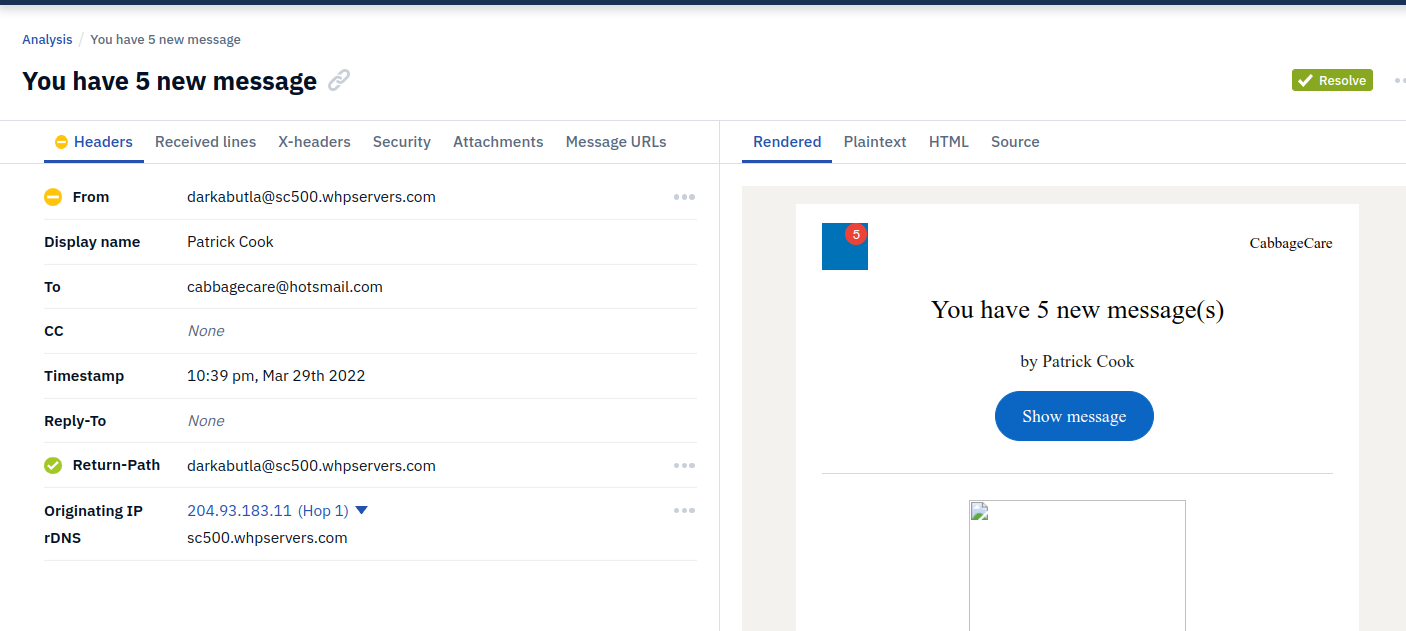 Analysis / You have 5 new message
You have 5 new message
Resolve
Headers Received lines X-headers Security Attachments Message URLs
From darkabutla@sc500.whpservers.com
Display name Patrick Cook
To cabbagecare@hotsmail.com
CC None
Timestamp 10:39 pm, Mar 29th 2022
Reply-To None
Return-Path darkabutla@sc500.whpservers.com
Originating IP 204.93.183.11 (Hop 1)
rDNS sc500.whpservers.com
Rendered Plaintext HTML Source
5
CabbageCare
You have 5 new message(s)
by Patrick Cook
Show message